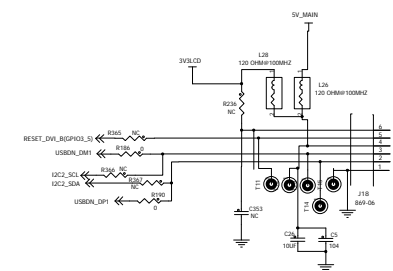 5V_MAIN
3V3LCD
L28
120 OHM@100MHZ
L26
120 OHM@100MHZ
R236
NC
RESET_DVI_B(GPIO3_5)
R365
NC
USBDN_DM1
R186
0
I2C2_SCL
R366
NC
I2C2_SDA
R367
NC
USBDN_DP1
R190
0
6
5
4
3
2
1
T11
T14
J18
869-06
C353
NC
C26
10UF
C5
104